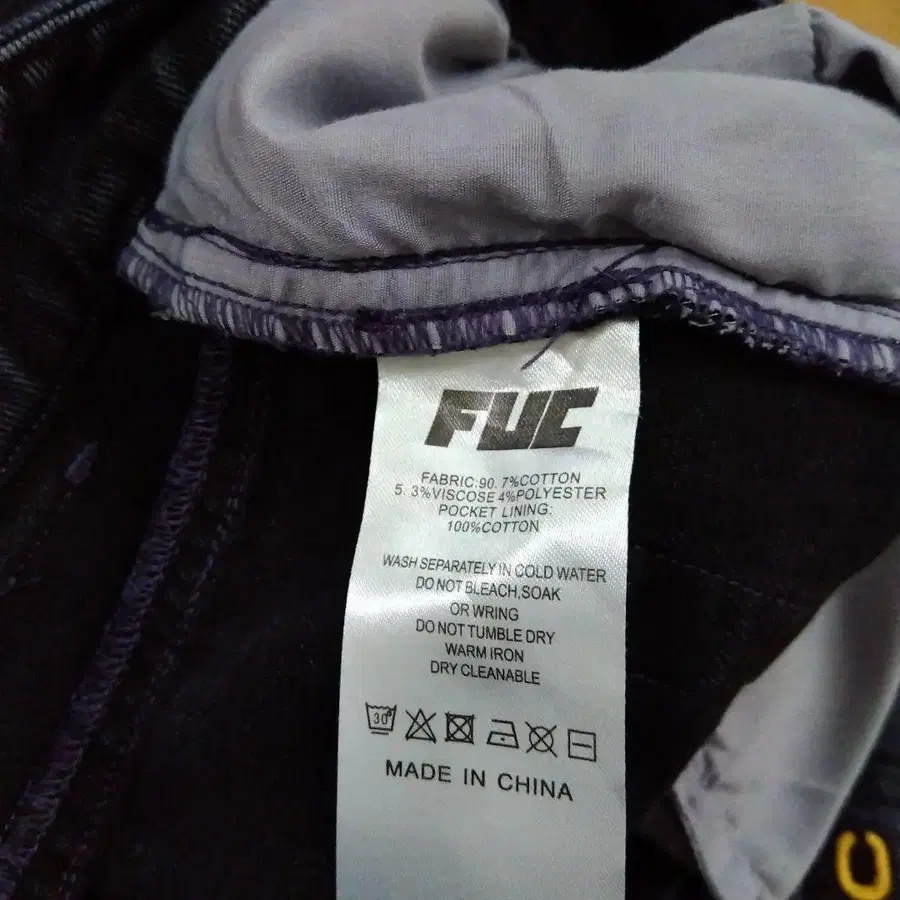 FUC
FABRIC:90.7%COTTON
5.3%VISCOSE 4%POLYESTER
POCKET LINING:
100%COTTON
WASH SEPARATELY IN COLD WATER
DO NOT BLEACH,SOAK
OR WRING
DO NOT TUMBLE DRY
WARM IRON
DRY CLEANABLE
30
MADE IN CHINA
C